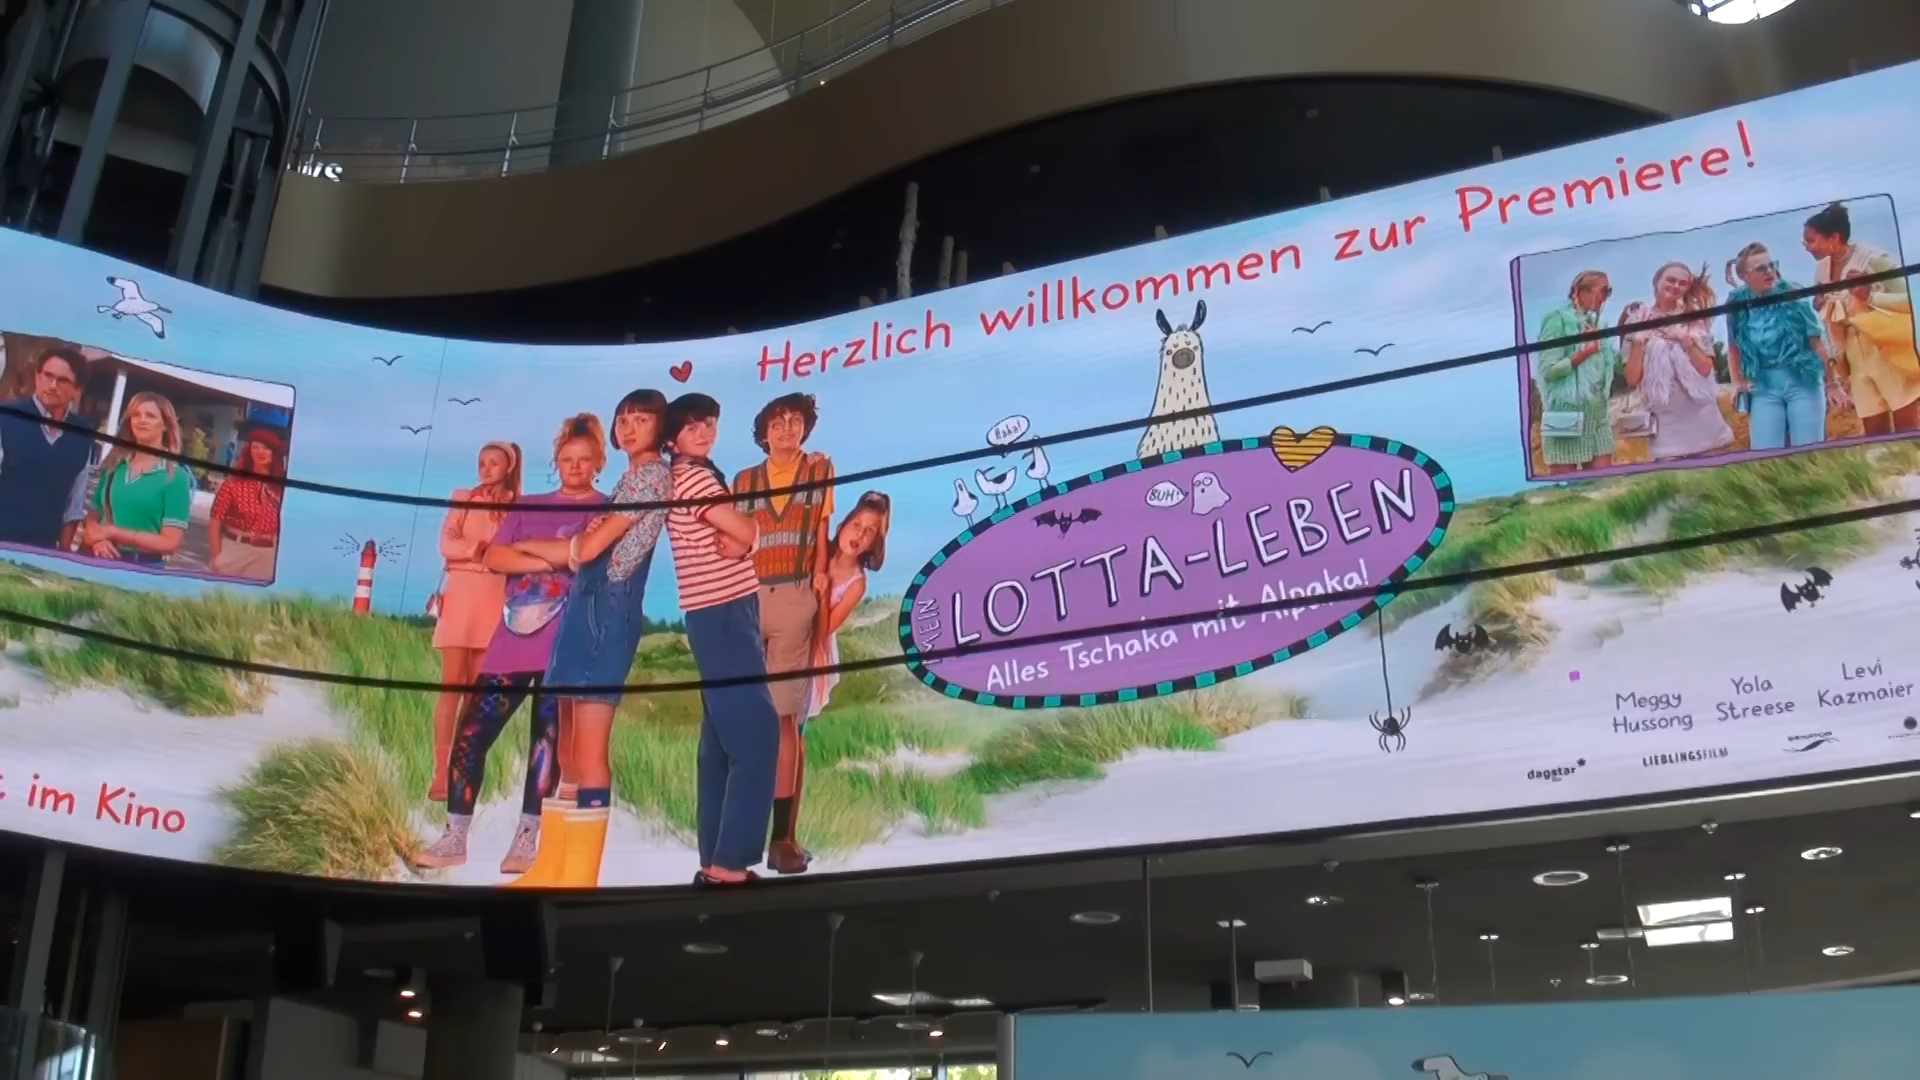 Herzlich willkommen zur Premiere!
Haha!
BUH!
MEIN
LOTTA-LEBEN
Alles Tschaka mit Alpaka!
im Kino
Meggy
Hussong
Yola
Streese
Levi
Kazmaier
dagstar*
LIEBLINGSFILM